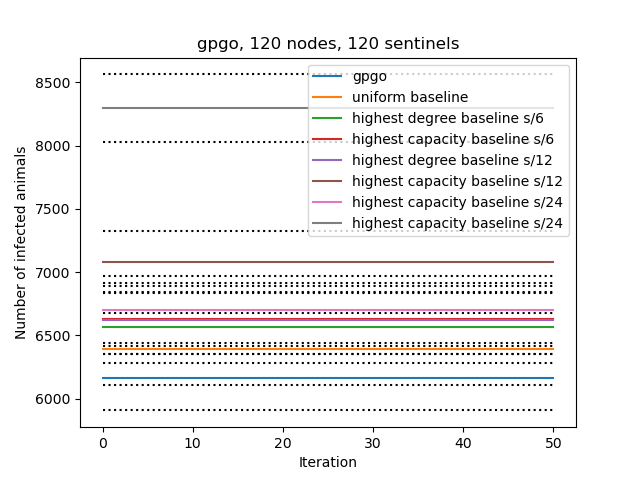 gpgo, 120 nodes, 120 sentinels
8500
8000
7500
7000
6500
6000
Number of infected animals
gpgo
uniform baseline
highest degree baseline s/6
highest capacity baseline s/6
highest degree baseline s/12
highest capacity baseline s/12
highest capacity baseline s/24
highest capacity baseline s/24
0 10 20 30 40 50
Iteration